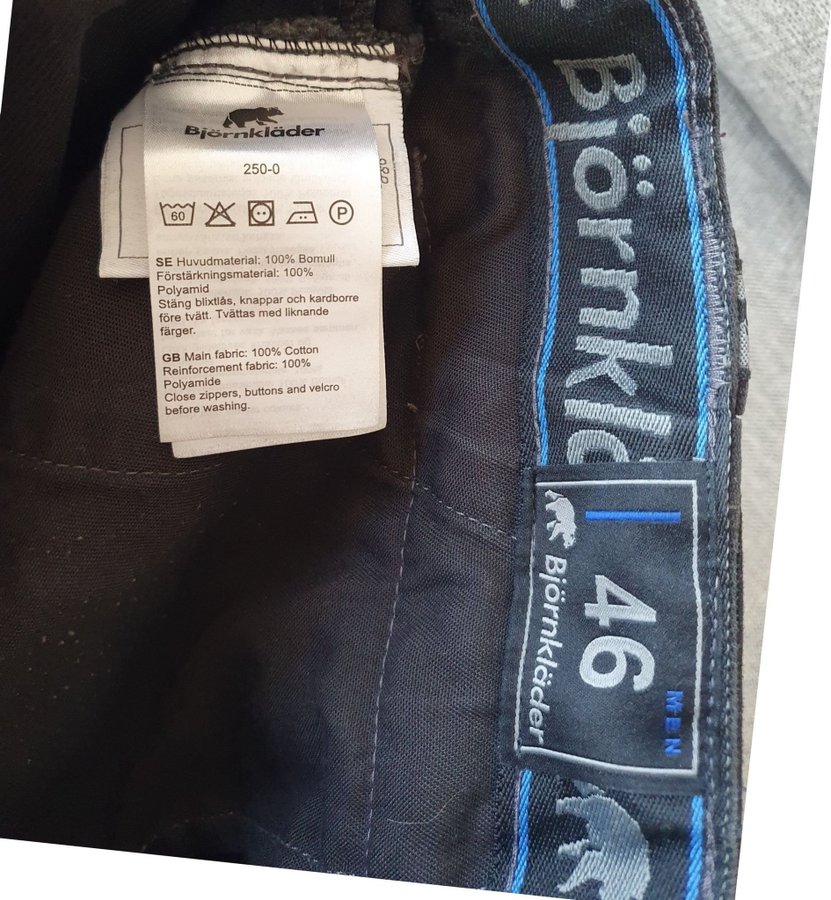 Björnkläder
250-0
60
P
SE Huvudmaterial: 100% Bomull
Förstärkningsmaterial: 100%
Polyamid
Stäng blixtlås, knappar och kardborre
före tvätt. Tvättas med liknande
färger.
GB Main fabric: 100% Cotton
Reinforcement fabric: 100%
Polyamide
Close zippers, buttons and velcro
before washing.
Björnklä
46
MEN
Björnkläder